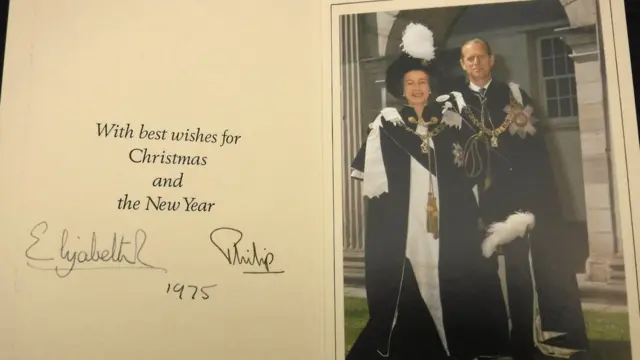 With best wishes for
Christmas
and
the New Year
Elizabeth R
Philip
1975